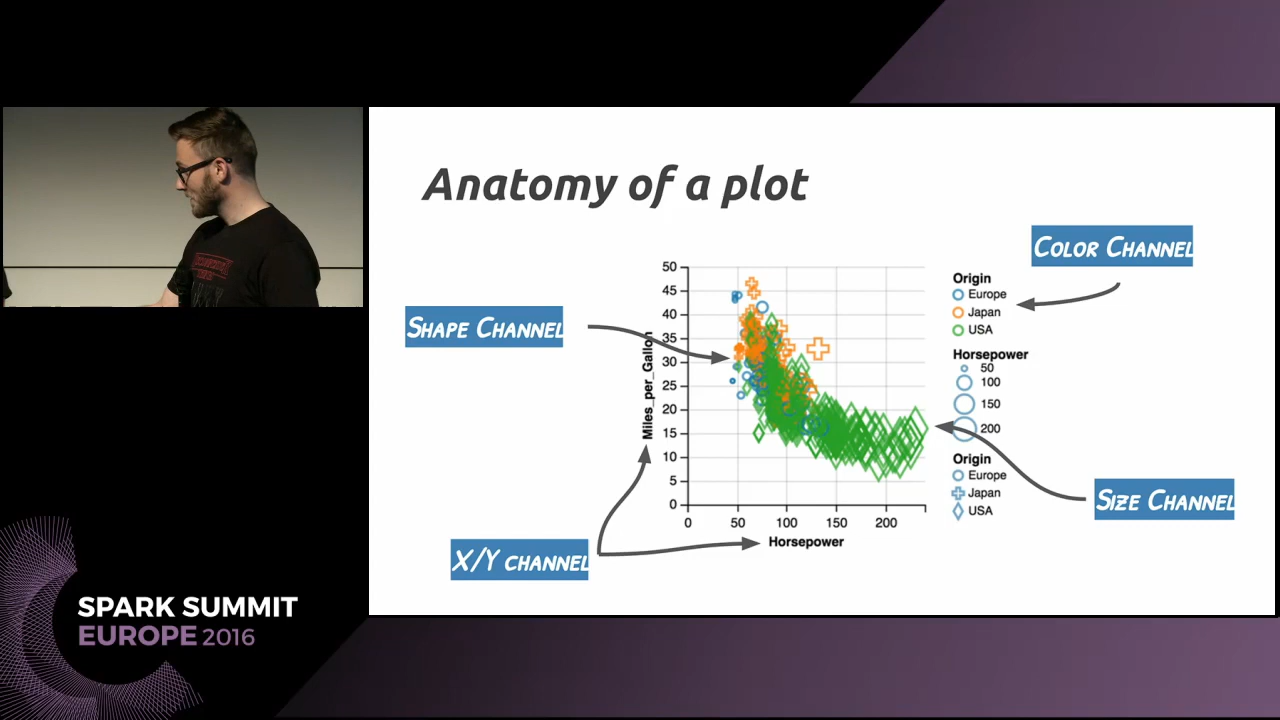 Anatomy of a plot
COLOR CHANNEL
SHAPE CHANNEL
X/Y CHANNEL
SIZE CHANNEL
Miles_per_Gallon
50
45
40
35
30
25
20
15
10
5
0
0 50 100 150 200
Horsepower
Origin
Europe
Japan
USA
Horsepower
50
100
150
200
Origin
Europe
Japan
USA
SPARK SUMMIT
EUROPE 2016